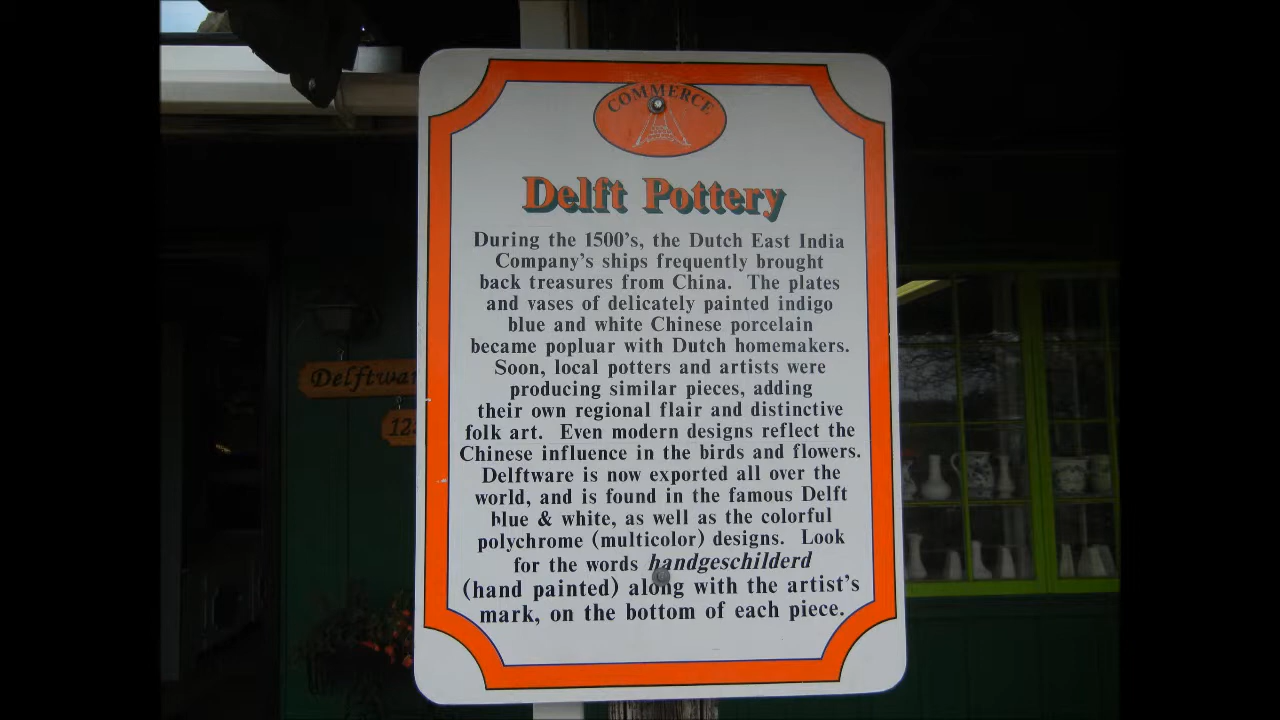 COMMERCE
Delft Pottery
During the 1500's, the Dutch East India
Company's ships frequently brought
back treasures from China. The plates
and vases of delicately painted indigo
blue and white Chinese porcelain
became popluar with Dutch homemakers.
Soon, local potters and artists were
producing similar pieces, adding
their own regional flair and distinctive
folk art. Even modern designs reflect the
Chinese influence in the birds and flowers.
Delftware is now exported all over the
world, and is found in the famous Delft
blue & white, as well as the colorful
polychrome (multicolor) designs. Look
for the words handgeschilderd
(hand painted) along with the artist's
mark, on the bottom of each piece.